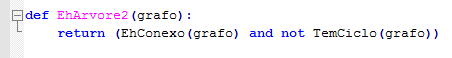 def EhArvore2(grafo):
    return (EhConexo(grafo) and not TemCiclo(grafo))